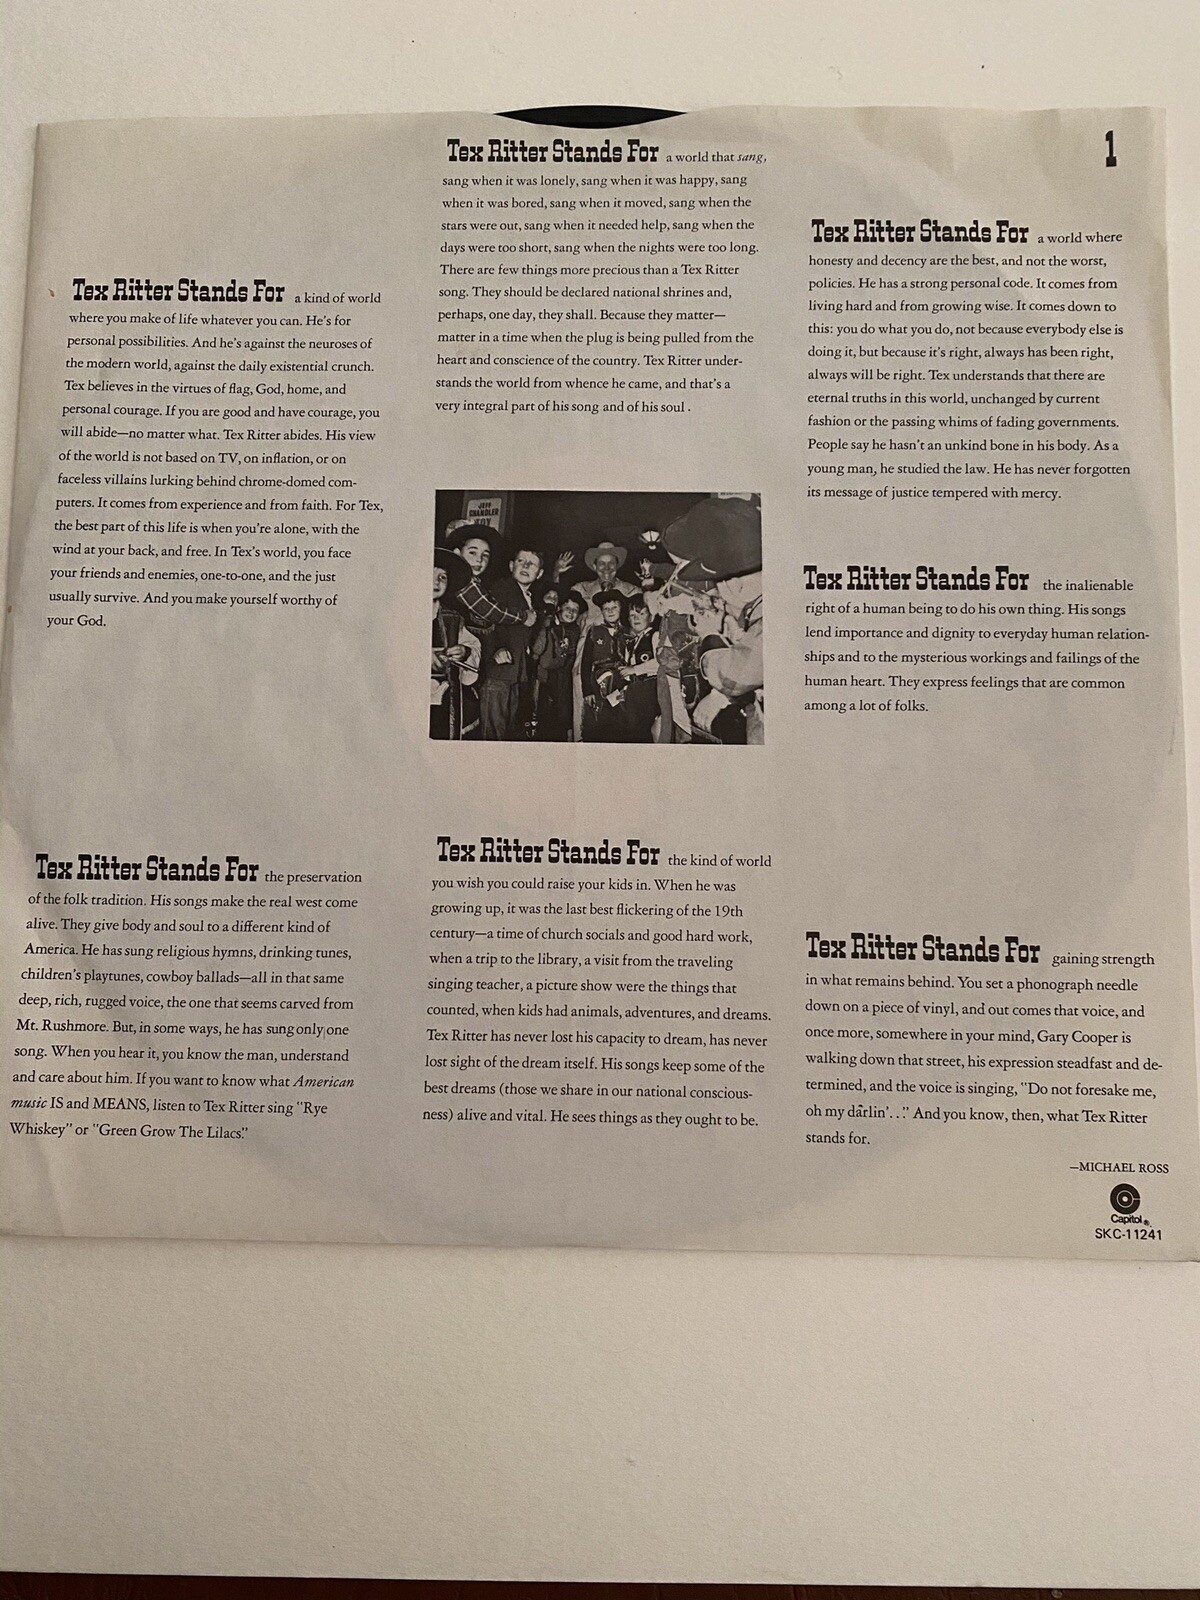 Tex Ritter Stands For a kind of world
where you make of life whatever you can. He's for
personal possibilities. And he's against the neuroses of
the modern world, against the daily existential crunch.
Tex believes in the virtues of flag, God, home, and
personal courage. If you are good and have courage, you
will abide—no matter what. Tex Ritter abides. His view
of the world is not based on TV, on inflation, or on
faceless villains lurking behind chrome-domed com-
puters. It comes from experience and from faith. For Tex,
the best part of this life is when you're alone, with the
wind at your back, and free. In Tex's world, you face
your friends and enemies, one-to-one, and the just
usually survive. And you make yourself worthy of
your God.
Tex Ritter Stands For the preservation
of the folk tradition. His songs make the real west come
alive. They give body and soul to a different kind of
America. He has sung religious hymns, drinking tunes,
children's playtunes, cowboy ballads—all in that same
deep, rich, rugged voice, the one that seems carved from
Mt. Rushmore. But, in some ways, he has sung only one
song. When you hear it, you know the man, understand
and care about him. If you want to know what American
music IS and MEANS, listen to Tex Ritter sing "Rye
Whiskey" or "Green Grow The Lilacs."
Tex Ritter Stands For a world that sang,
sang when it was lonely, sang when it was happy, sang
when it was bored, sang when it moved, sang when the
stars were out, sang when it needed help, sang when the
days were too short, sang when the nights were too long.
There are few things more precious than a Tex Ritter
song. They should be declared national shrines and,
perhaps, one day, they shall. Because they matter—
matter in a time when the plug is being pulled from the
heart and conscience of the country. Tex Ritter under-
stands the world from whence he came, and that's a
very integral part of his song and of his soul.
JEFF
CHANDLER
Tex Ritter Stands For the kind of world
you wish you could raise your kids in. When he was
growing up, it was the last best flickering of the 19th
century—a time of church socials and good hard work,
when a trip to the library, a visit from the traveling
singing teacher, a picture show were the things that
counted, when kids had animals, adventures, and dreams.
Tex Ritter has never lost his capacity to dream, has never
lost sight of the dream itself. His songs keep some of the
best dreams (those we share in our national conscious-
ness) alive and vital. He sees things as they ought to be.
1
Tex Ritter Stands For a world where
honesty and decency are the best, and not the worst,
policies. He has a strong personal code. It comes from
living hard and from growing wise. It comes down to
this: you do what you do, not because everybody else is
doing it, but because it's right, always has been right,
always will be right. Tex understands that there are
eternal truths in this world, unchanged by current
fashion or the passing whims of fading governments.
People say he hasn't an unkind bone in his body. As a
young man, he studied the law. He has never forgotten
its message of justice tempered with mercy.
Tex Ritter Stands For the inalienable
right of a human being to do his own thing. His songs
lend importance and dignity to everyday human relation-
ships and to the mysterious workings and failings of the
human heart. They express feelings that are common
among a lot of folks.
Tex Ritter Stands For gaining strength
in what remains behind. You set a phonograph needle
down on a piece of vinyl, and out comes that voice, and
once more, somewhere in your mind, Gary Cooper is
walking down that street, his expression steadfast and de-
termined, and the voice is singing, "Do not foresake me,
oh my darlin'..." And you know, then, what Tex Ritter
stands for.
—MICHAEL ROSS
Capitol®
SKC-11241